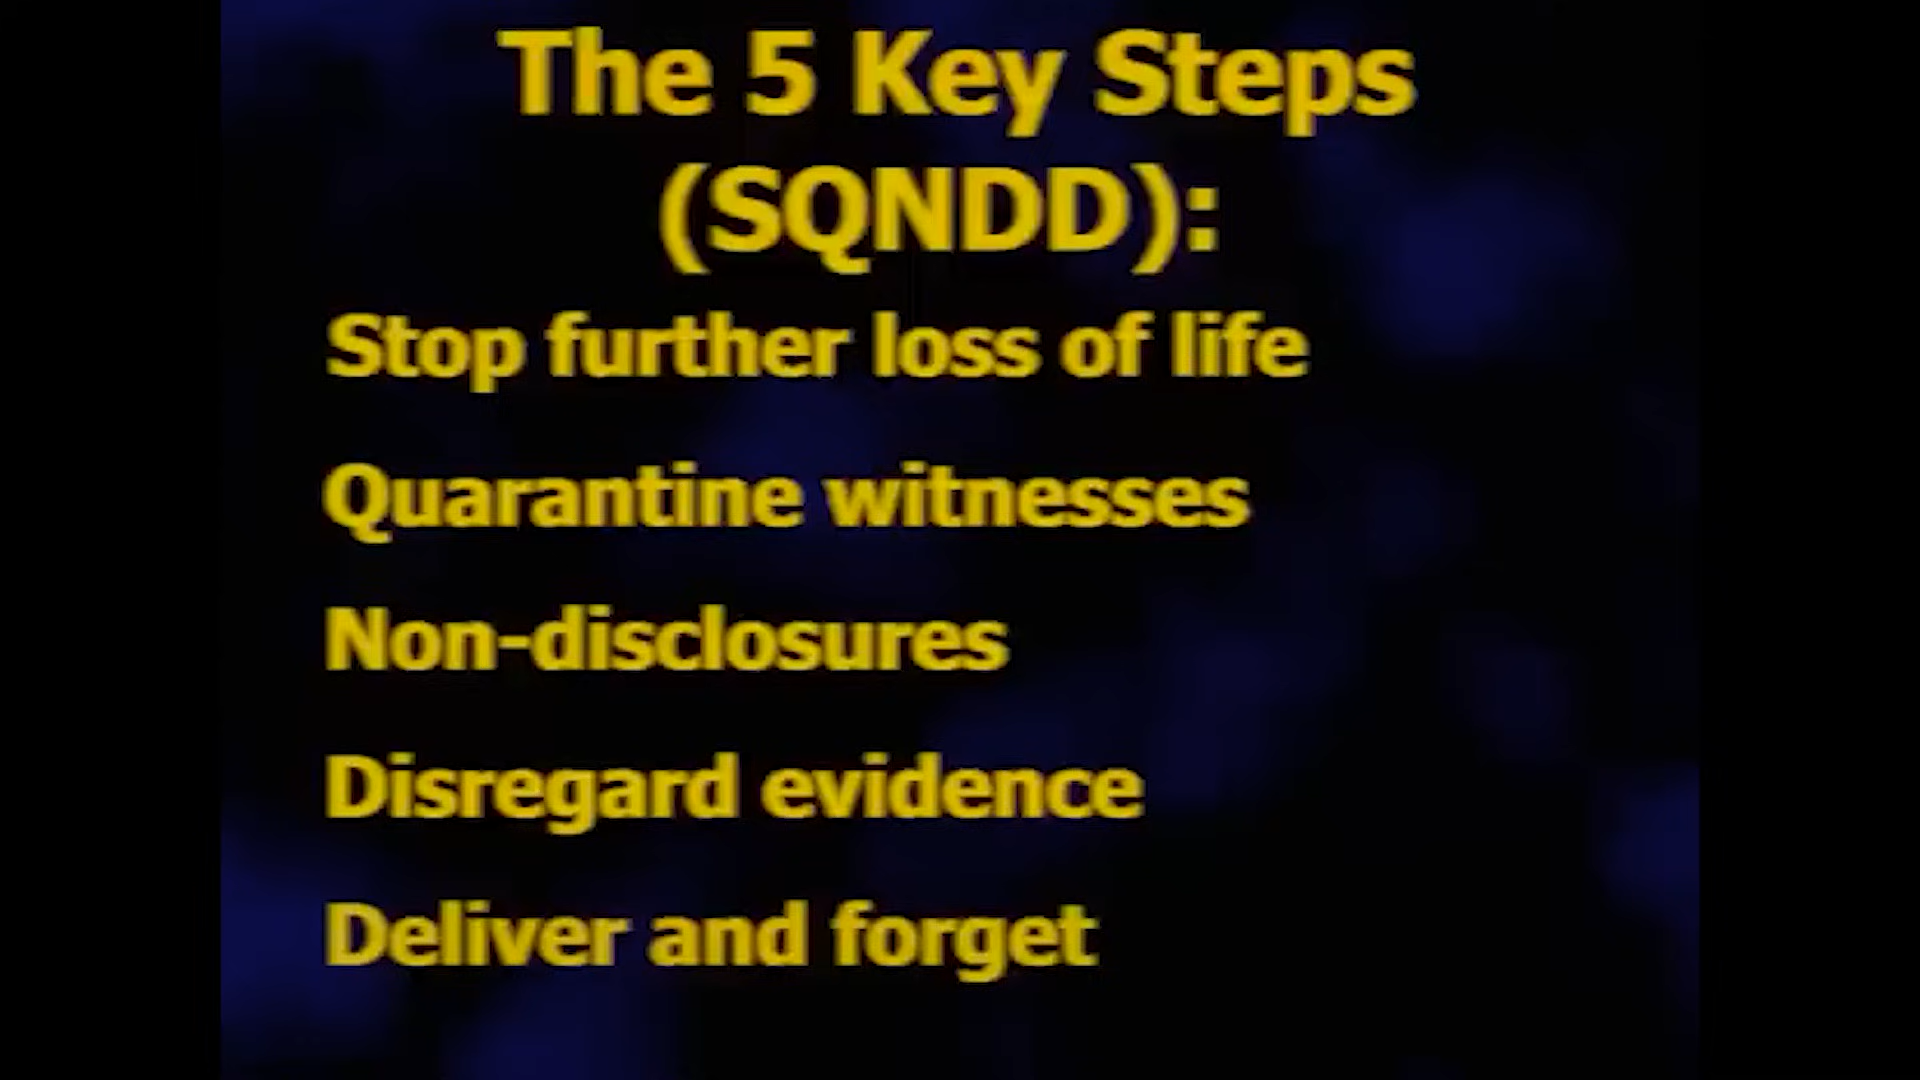 The 5 Key Steps
(SQNDD):
Stop further loss of life
Quarantine witnesses
Non-disclosures
Disregard evidence
Deliver and forget